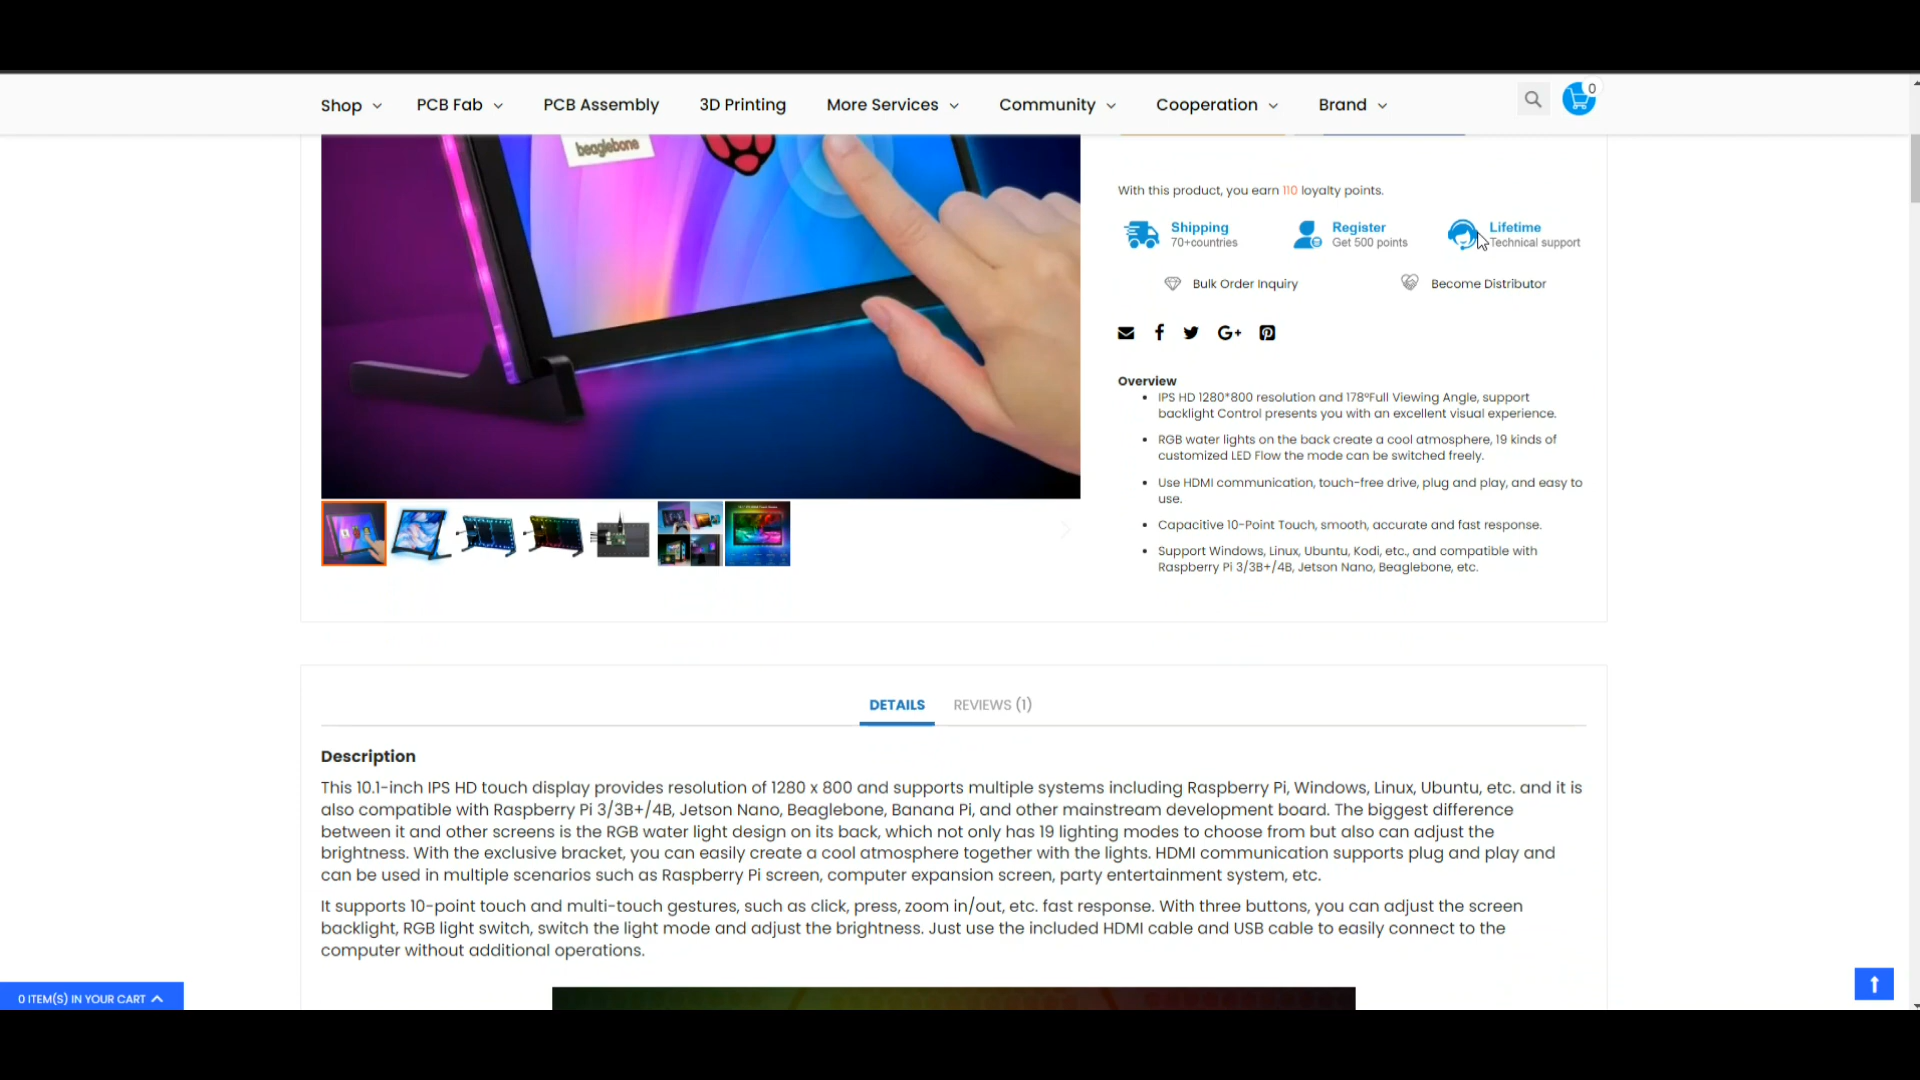 Shop PCB Fab PCB Assembly 3D Printing More Services Community Cooperation Brand
0
beaglebone
With this product, you earn 110 loyalty points.
Shipping
70+countries
Register
Get 500 points
Lifetime
Technical support
Bulk Order Inquiry
Become Distributor
G+
Overview
IPS HD 1280*800 resolution and 178°Full Viewing Angle, support
backlight Control presents you with an excellent visual experience.
RGB water lights on the back create a cool atmosphere, 19 kinds of
customized LED Flow the mode can be switched freely.
Use HDMI communication, touch-free drive, plug and play, and easy to
use.
Capacitive 10-Point Touch, smooth, accurate and fast response.
Support Windows, Linux, Ubuntu, Kodi, etc., and compatible with
Raspberry Pi 3/3B+/4B, Jetson Nano, Beaglebone, etc.
DETAILS REVIEWS (1)
Description
This 10.1-inch IPS HD touch display provides resolution of 1280 x 800 and supports multiple systems including Raspberry Pi, Windows, Linux, Ubuntu, etc. and it is
also compatible with Raspberry Pi 3/3B+/4B, Jetson Nano, Beaglebone, Banana Pi, and other mainstream development board. The biggest difference
between it and other screens is the RGB water light design on its back, which not only has 19 lighting modes to choose from but also can adjust the
brightness. With the exclusive bracket, you can easily create a cool atmosphere together with the lights. HDMI communication supports plug and play and
can be used in multiple scenarios such as Raspberry Pi screen, computer expansion screen, party entertainment system, etc.
It supports 10-point touch and multi-touch gestures, such as click, press, zoom in/out, etc. fast response. With three buttons, you can adjust the screen
backlight, RGB light switch, switch the light mode and adjust the brightness. Just use the included HDMI cable and USB cable to easily connect to the
computer without additional operations.
0 ITEM(S) IN YOUR CART